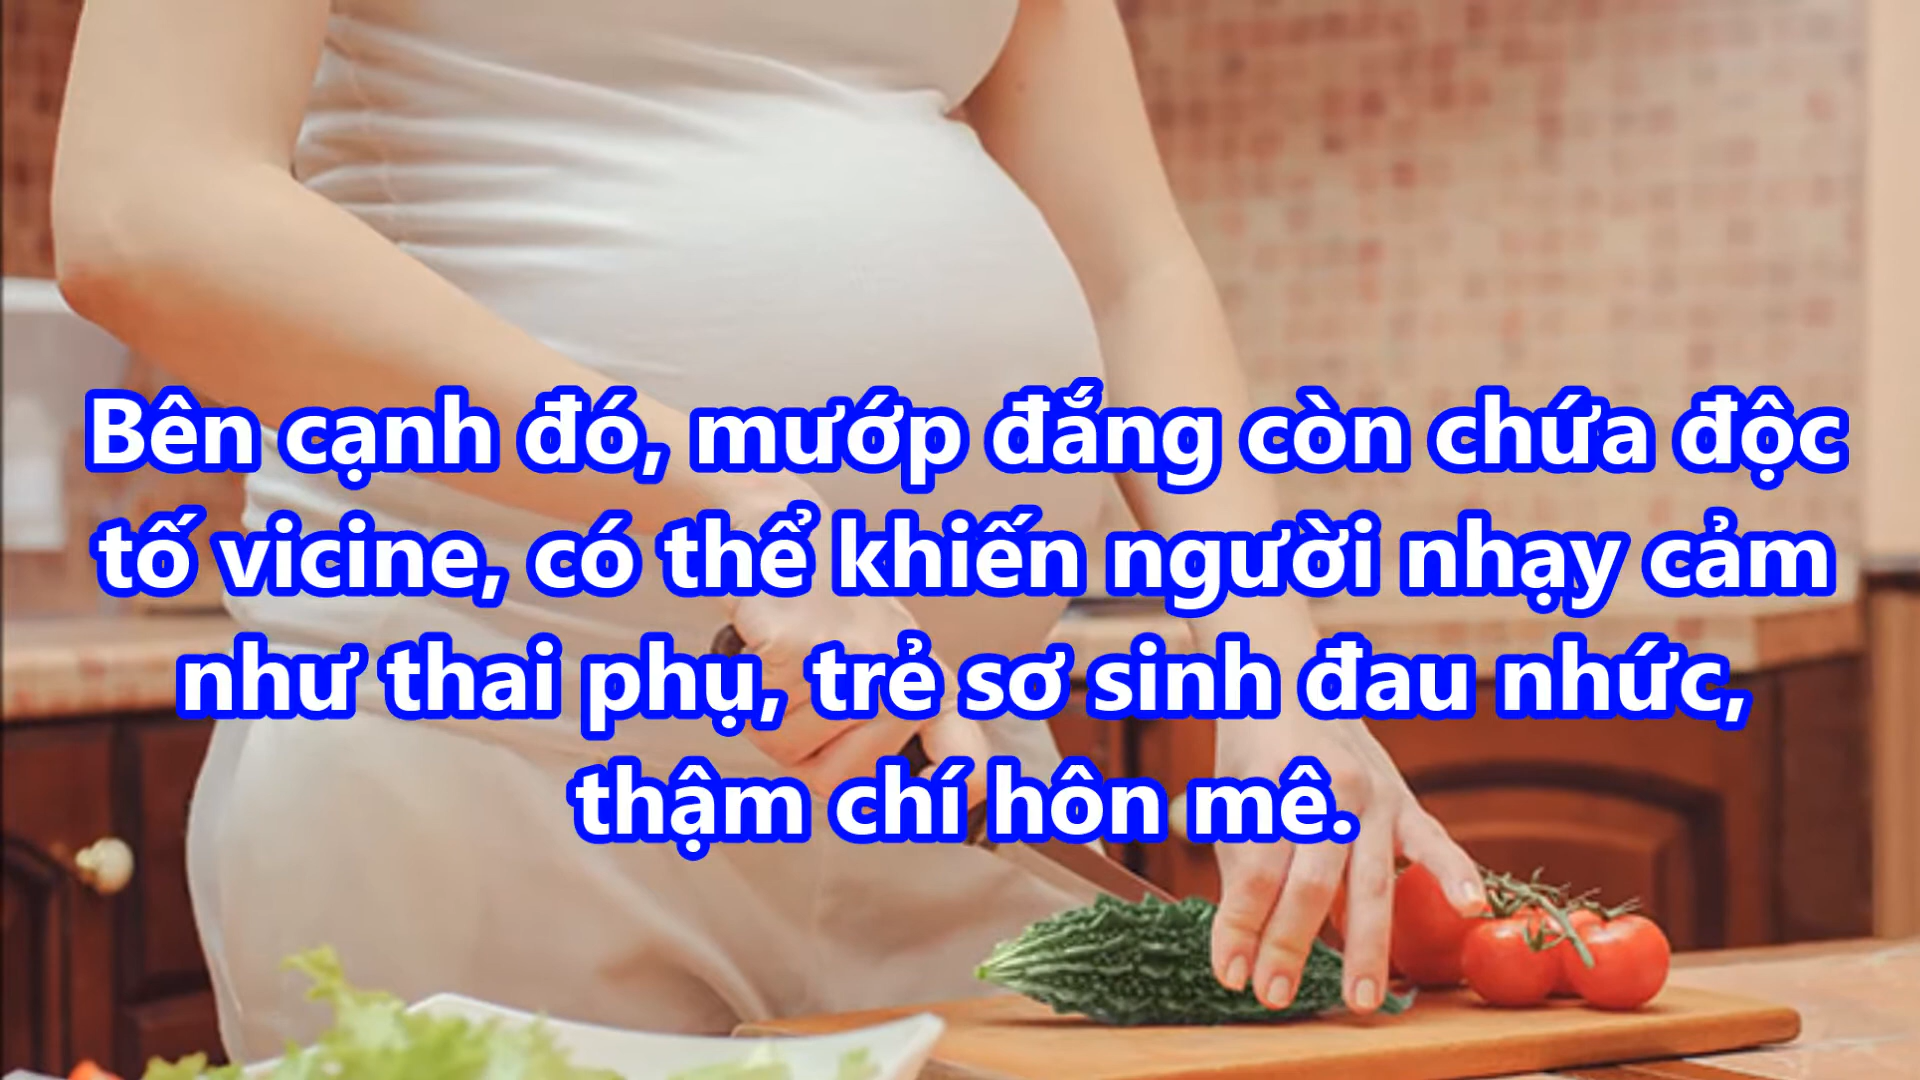 Bên cạnh đó, mướp đắng còn chứa độc
tố vicine, có thể khiến người nhạy cảm
như thai phụ, trẻ sơ sinh đau nhức,
thậm chí hôn mê.